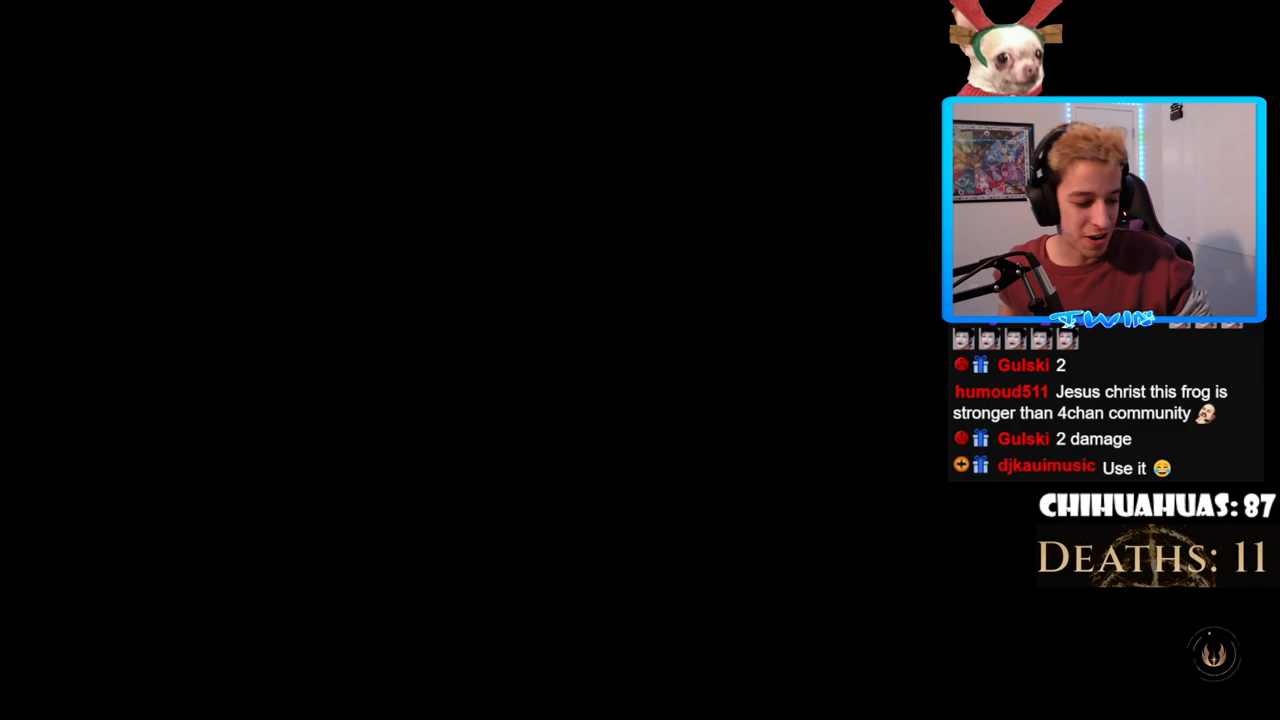 TWIN
Gulski 2
humoud511 Jesus christ this frog is
stronger than 4chan community
Gulski 2 damage
djkauimusic Use it 😂
CHIHUAHUAS: 87
DEATHS: 11